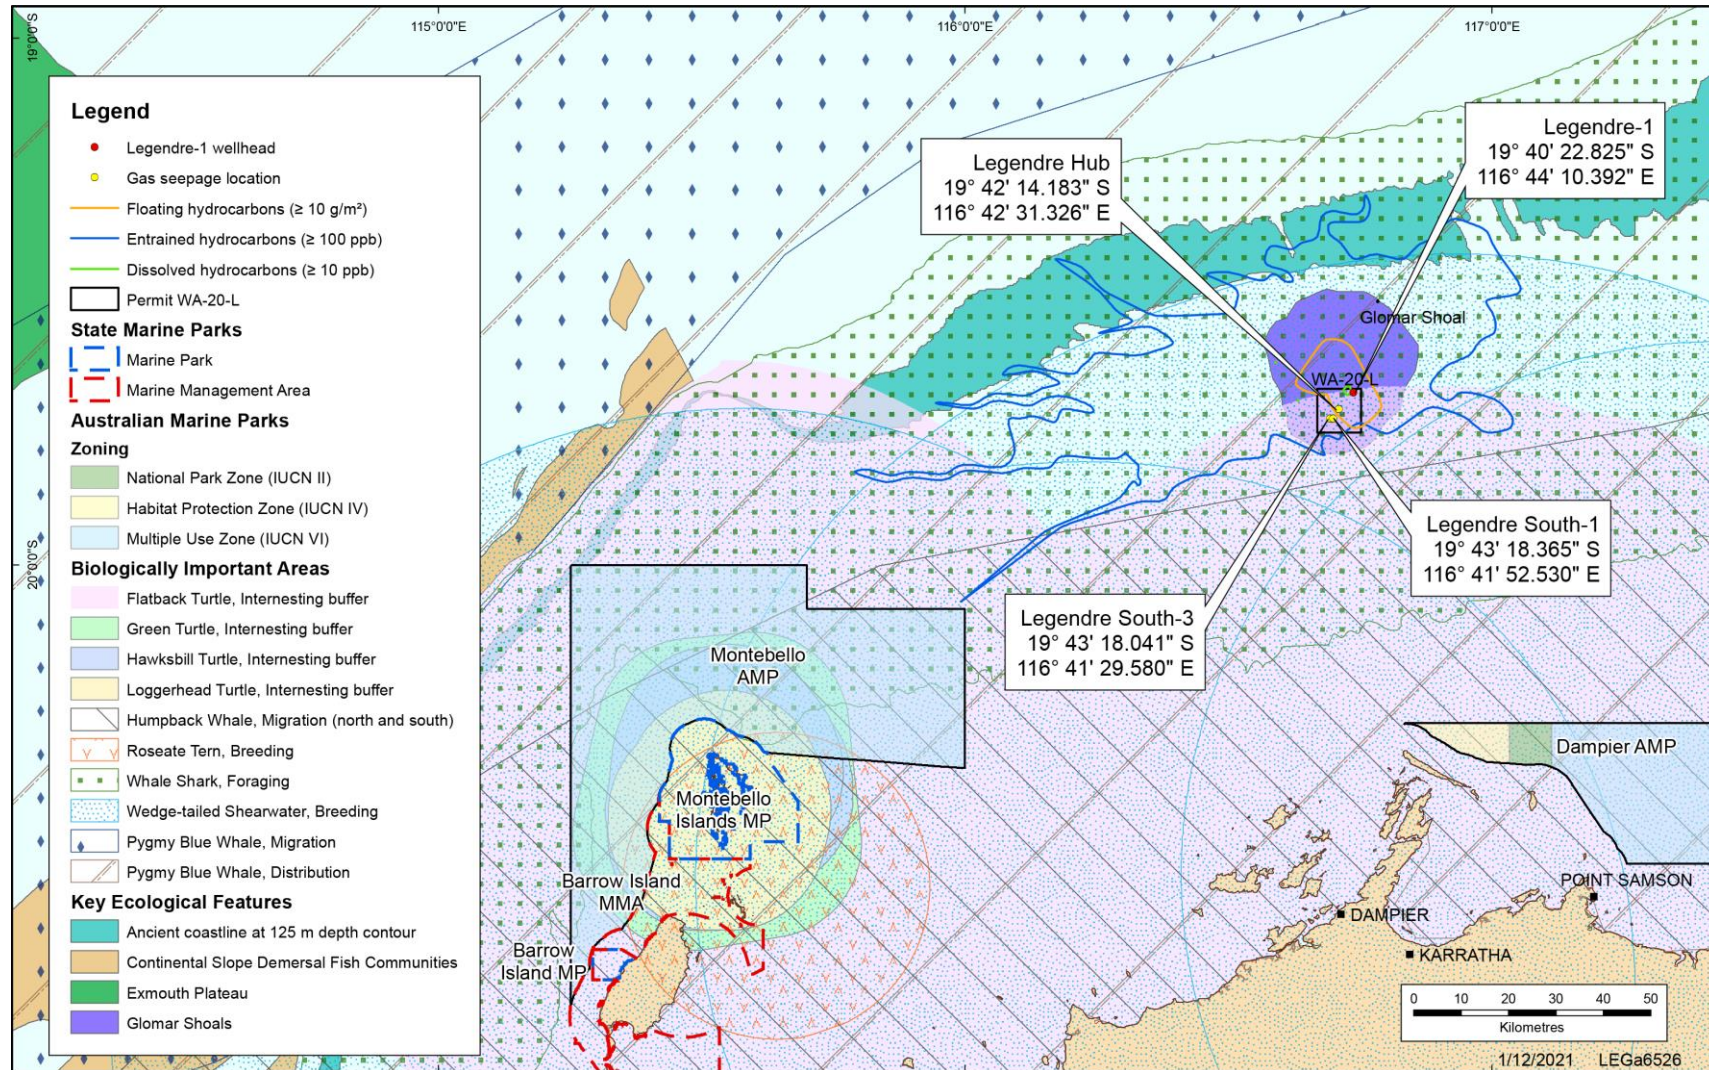 115°0'0"E
116°0'0"E
117°0'0"E
19°0'0"S
20°0'0"S
Legend
Legendre-1 wellhead
Gas seepage location
Floating hydrocarbons (≥ 10 g/m²)
Entrained hydrocarbons (≥ 100 ppb)
Dissolved hydrocarbons (≥ 10 ppb)
Permit WA-20-L
State Marine Parks
Marine Park
Marine Management Area
Australian Marine Parks
Zoning
National Park Zone (IUCN II)
Habitat Protection Zone (IUCN IV)
Multiple Use Zone (IUCN VI)
Biologically Important Areas
Flatback Turtle, Internesting buffer
Green Turtle, Internesting buffer
Hawksbill Turtle, Internesting buffer
Loggerhead Turtle, Internesting buffer
Humpback Whale, Migration (north and south)
Roseate Tern, Breeding
Whale Shark, Foraging
Wedge-tailed Shearwater, Breeding
Pygmy Blue Whale, Migration
Pygmy Blue Whale, Distribution
Key Ecological Features
Ancient coastline at 125 m depth contour
Continental Slope Demersal Fish Communities
Exmouth Plateau
Glomar Shoals
Legendre Hub
19° 42' 14.183" S
116° 42' 31.326" E
Legendre-1
19° 40' 22.825" S
116° 44' 10.392" E
Glomar Shoal
WA-20-L
Legendre South-1
19° 43' 18.365" S
116° 41' 52.530" E
Legendre South-3
19° 43' 18.041" S
116° 41' 29.580" E
Montebello
AMP
Montebello
Islands MP
Barrow Island
MMA
Barrow
Island MP
Dampier AMP
POINT SAMSON
DAMPIER
KARRATHA
0 10 20 30 40 50
Kilometres
1/12/2021 LEGa6526